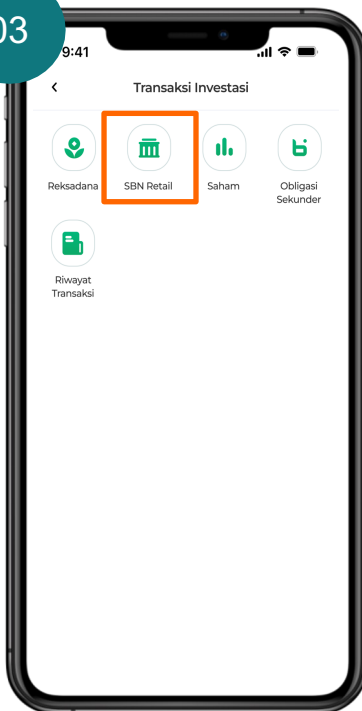 03
9:41
Transaksi Investasi
Reksadana
SBN Retail
Saham
Obligasi
Sekunder
Riwayat
Transaksi